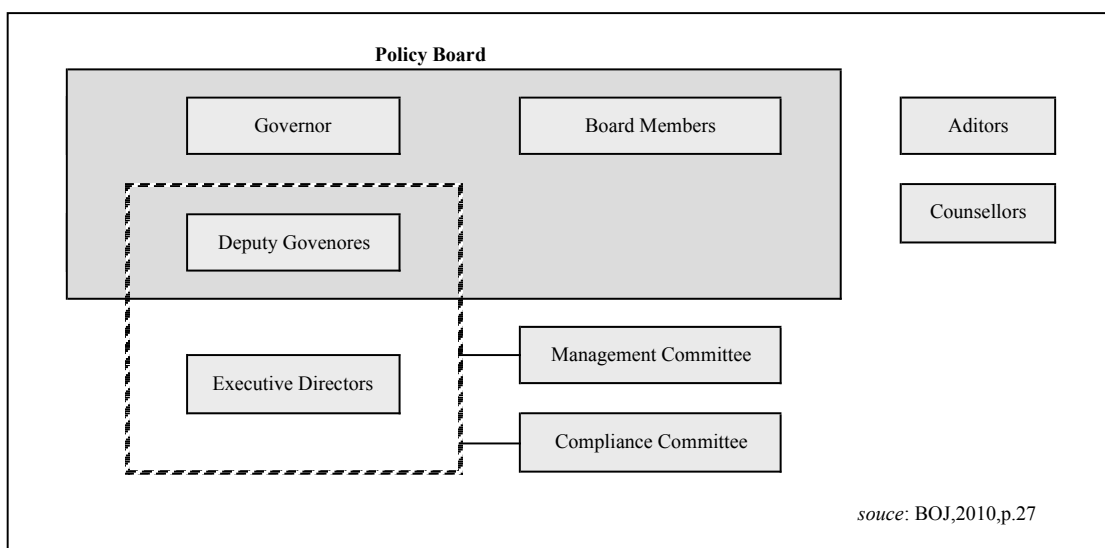 Policy Board
Governor
Board Members
Aditors
Counsellors
Deputy Govenores
Management Committee
Executive Directors
Compliance Committee
souce: BOJ,2010,p.27